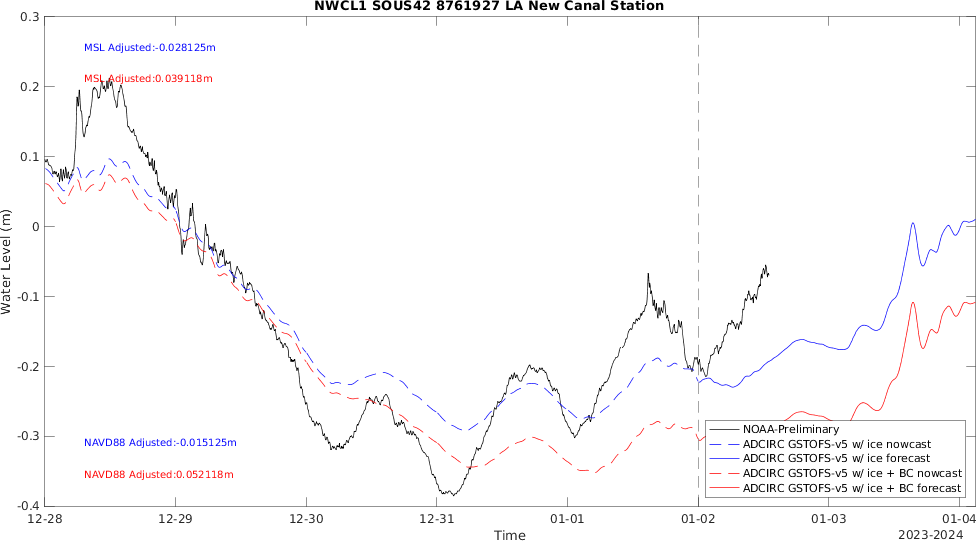 NWCL1 SOUS42 8761927 LA New Canal Station
0.3
0.2
0.1
0
-0.1
-0.2
-0.3
-0.4
Water Level (m)
MSL Adjusted:-0.028125m
MSL Adjusted:0.039118m
NAVD88 Adjusted:-0.015125m
NAVD88 Adjusted:0.052118m
NOAA-Preliminary
ADCIRC GSTOFS-v5 w/ ice nowcast
ADCIRC GSTOFS-v5 w/ ice forecast
ADCIRC GSTOFS-v5 w/ ice + BC nowcast
ADCIRC GSTOFS-v5 w/ ice + BC forecast
12-28
12-29
12-30
12-31
01-01
01-02
01-03
01-04
Time
2023-2024